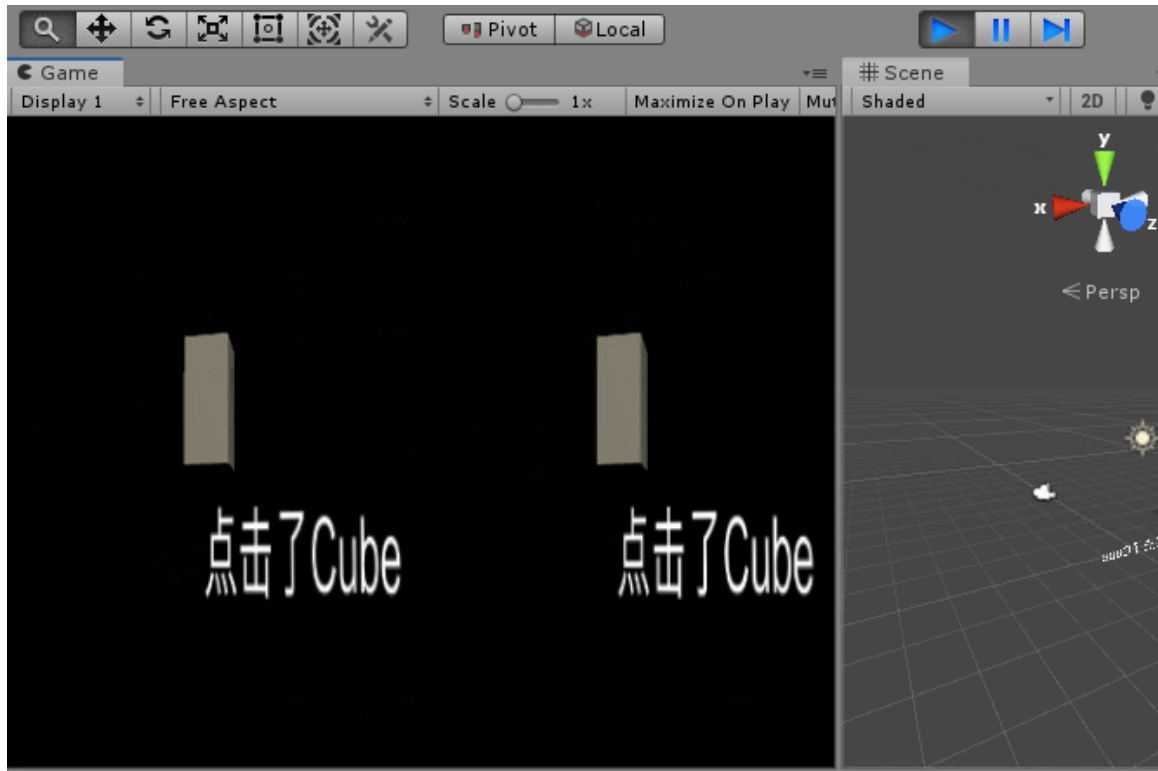 Pivot Local
Game
Scene
Display 1 Free Aspect Scale 1x Maximize On Play Mut
Shaded 2D
y
x
z
Persp
点击了Cube 点击了Cube